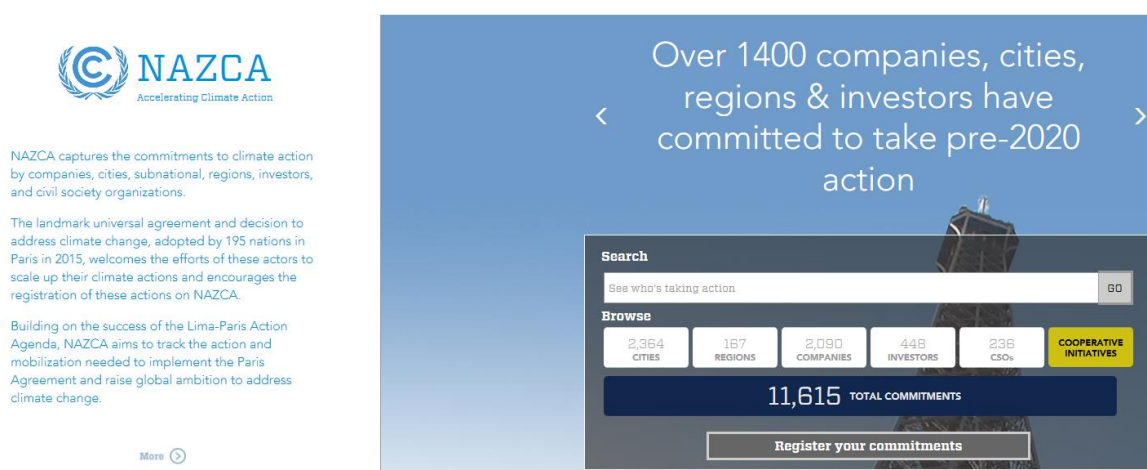 NAZCA
Accelerating Climate Action
NAZCA captures the commitments to climate action
by companies, cities, subnational, regions, investors,
and civil society organizations.
The landmark universal agreement and decision to
address climate change, adopted by 195 nations in
Paris in 2015, welcomes the efforts of these actors to
scale up their climate actions and encourages the
registration of these actions on NAZCA.
Building on the success of the Lima-Paris Action
Agenda, NAZCA aims to track the action and
mobilization needed to implement the Paris
Agreement and raise global ambition to address
climate change.
More
Over 1400 companies, cities,
regions & investors have
committed to take pre-2020
action
Search
See who's taking action
GO
Browse
2,364
CITIES
167
REGIONS
2,090
COMPANIES
448
INVESTORS
236
CSOs
COOPERATIVE
INITIATIVES
11,615 TOTAL COMMITMENTS
Register your commitments